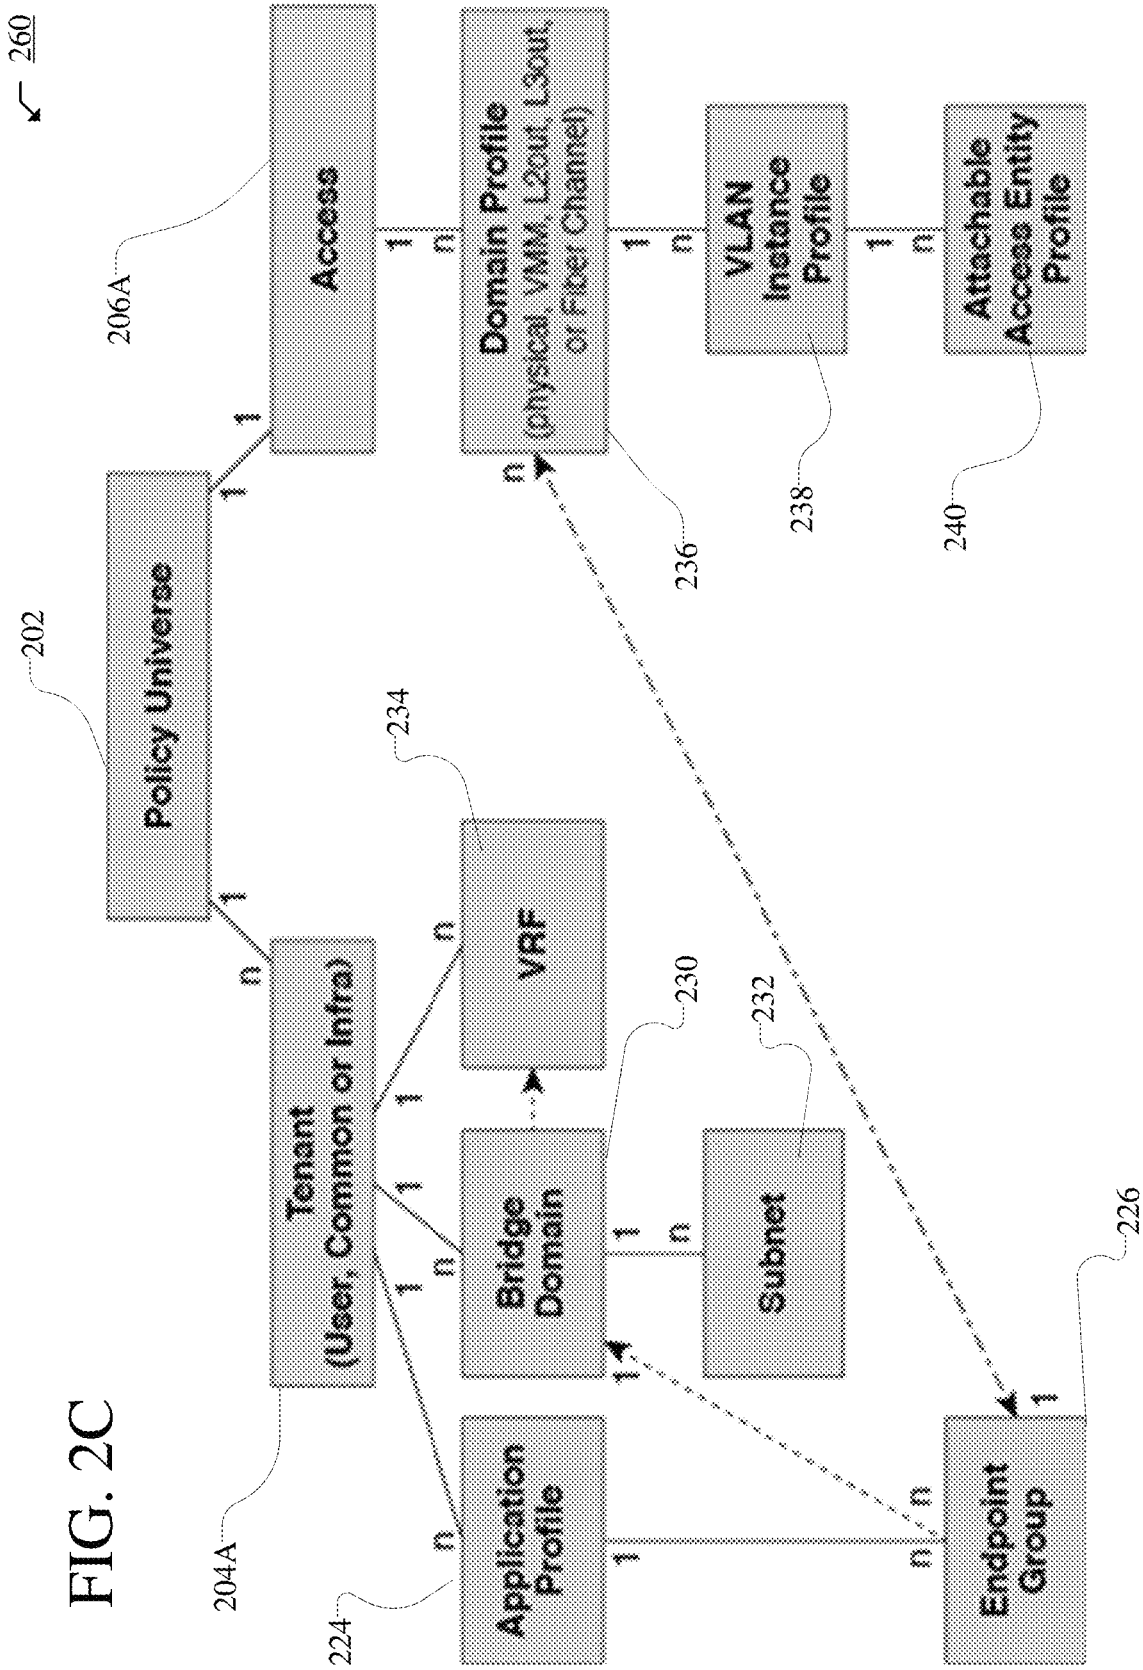 FIG. 2C
260
202
Policy Universe
1
1
n
1
204A
Tenant
(User, Common or Infra)
206A
Access
1
1
1
1
n
n
n
n
224
Application
Profile
Bridge
Domain
230
VRF
234
n
Domain Profile
(physical, VMM, L2out, L3out,
or Fiber Channel)
236
1
1
1
1
n
n
Subnet
232
VLAN
Instance
Profile
238
1
n
n
n
Endpoint
Group
1
226
Attachable
Access Entity
Profile
240